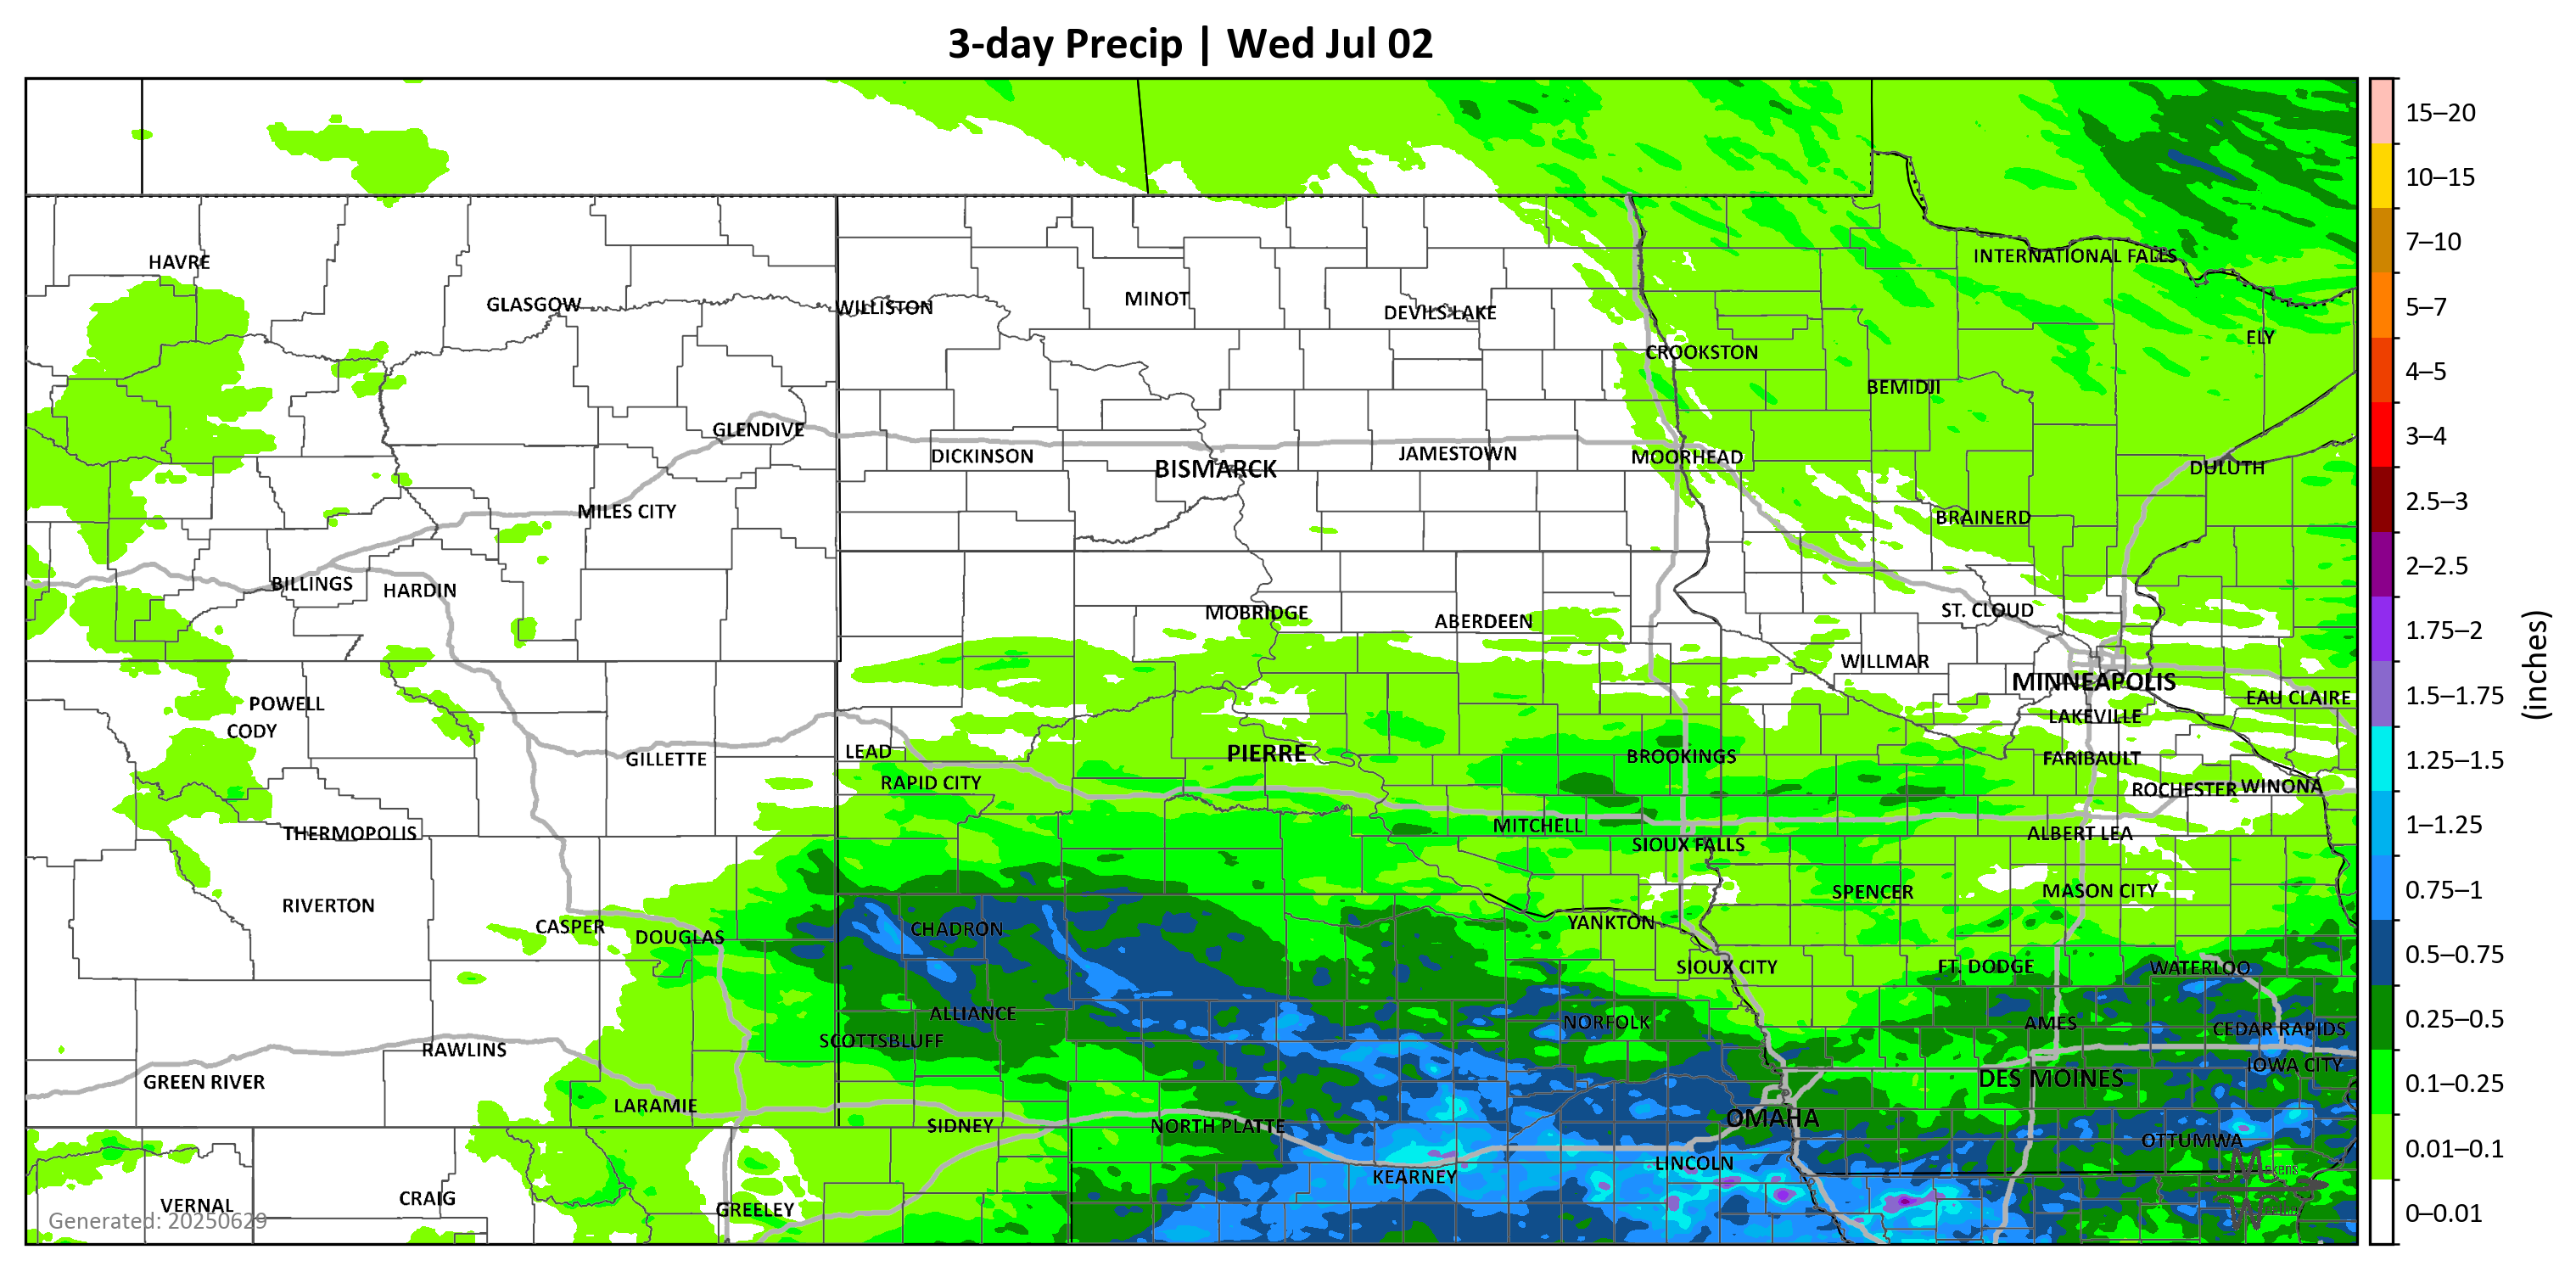 3-day Precip | Wed Jul 02
15–20
10–15
7–10
5–7
4–5
3–4
2.5–3
2–2.5
1.75–2
1.5–1.75
1.25–1.5
1–1.25
0.75–1
0.5–0.75
0.25–0.5
0.1–0.25
0.01–0.1
0–0.01
(inches)
HAVRE
INTERNATIONAL FALLS
GLASGOW
WILLISTON
MINOT
DEVILS LAKE
ELY
CROOKSTON
BEMIDJI
GLENDIVE
DICKINSON
BISMARCK
JAMESTOWN
MOORHEAD
DULUTH
MILES CITY
BRAINERD
BILLINGS
HARDIN
MOBRIDGE
ABERDEEN
ST. CLOUD
WILLMAR
MINNEAPOLIS
EAU CLAIRE
POWELL
LAKEVILLE
CODY
GILLETTE
LEAD
PIERRE
BROOKINGS
FARIBAULT
RAPID CITY
ROCHESTER
WINONA
THERMOPOLIS
MITCHELL
ALBERT LEA
SIOUX FALLS
RIVERTON
SPENCER
MASON CITY
CASPER
DOUGLAS
CHADRON
YANKTON
SIOUX CITY
FT. DODGE
WATERLOO
ALLIANCE
NORFOLK
AMES
CEDAR RAPIDS
RAWLINS
SCOTTSBLUFF
IOWA CITY
GREEN RIVER
DES MOINES
LARAMIE
SIDNEY
NORTH PLATTE
OMAHA
OTTUMWA
LINCOLN
KEARNEY
VERNAL
CRAIG
GREELEY
Generated: 20250629